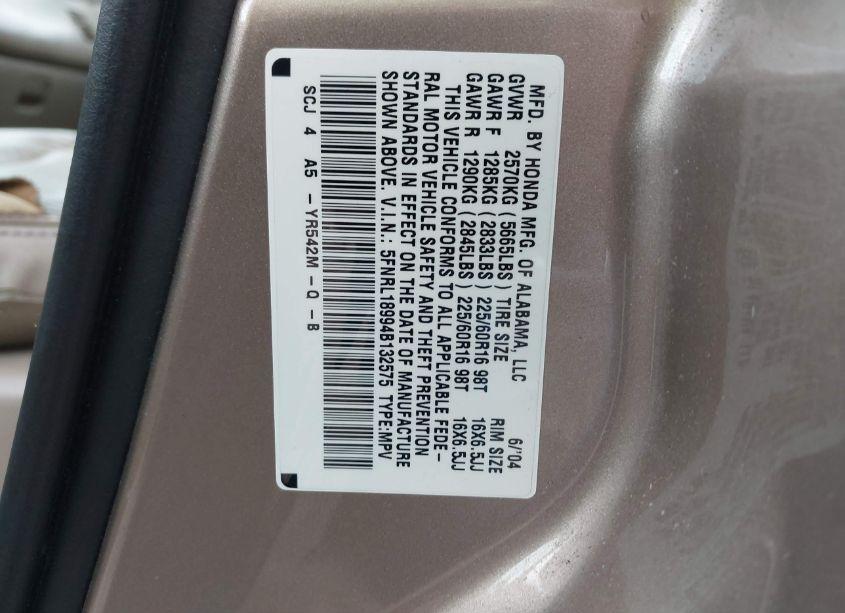 MFD. BY HONDA MFG. OF ALABAMA, LLC 6/'04
GVWR 2570KG (5665LBS) TIRE SIZE RIM SIZE
GAWR F 1285KG (2833LBS) 225/60R16 98T 16X6.5JJ
GAWR R 1290KG (2845LBS) 225/60R16 98T 16X6.5JJ
THIS VEHICLE CONFORMS TO ALL APPLICABLE FEDE-
RAL MOTOR VEHICLE SAFETY AND THEFT PREVENTION
STANDARDS IN EFFECT ON THE DATE OF MANUFACTURE
SHOWN ABOVE. V.I.N.: 5FNRL18994B132575 TYPE:MPV
SCJ 4 A5 -YR542M-Q-B